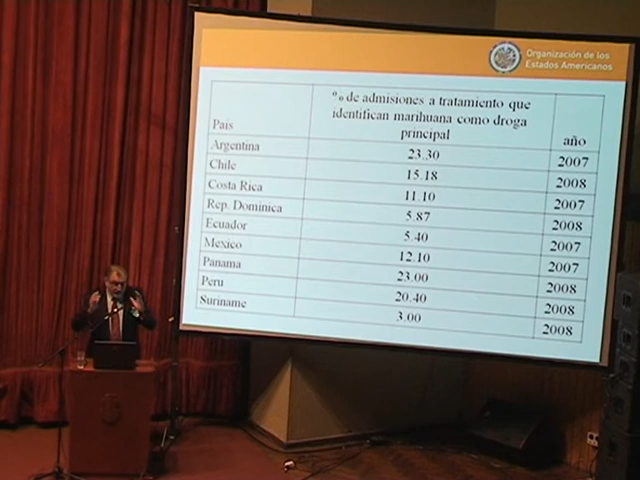 Organización de los
Estados Americanos
% de admisiones a tratamiento que
identifican marihuana como droga
País principal año
Argentina 23.30 2007
Chile 15.18 2008
Costa Rica 11.10 2007
Rep. Dominica 5.87 2008
Ecuador 5.40 2007
Mexico 12.10 2007
Panama 23.00 2008
Peru 20.40 2008
Suriname 3.00 2008